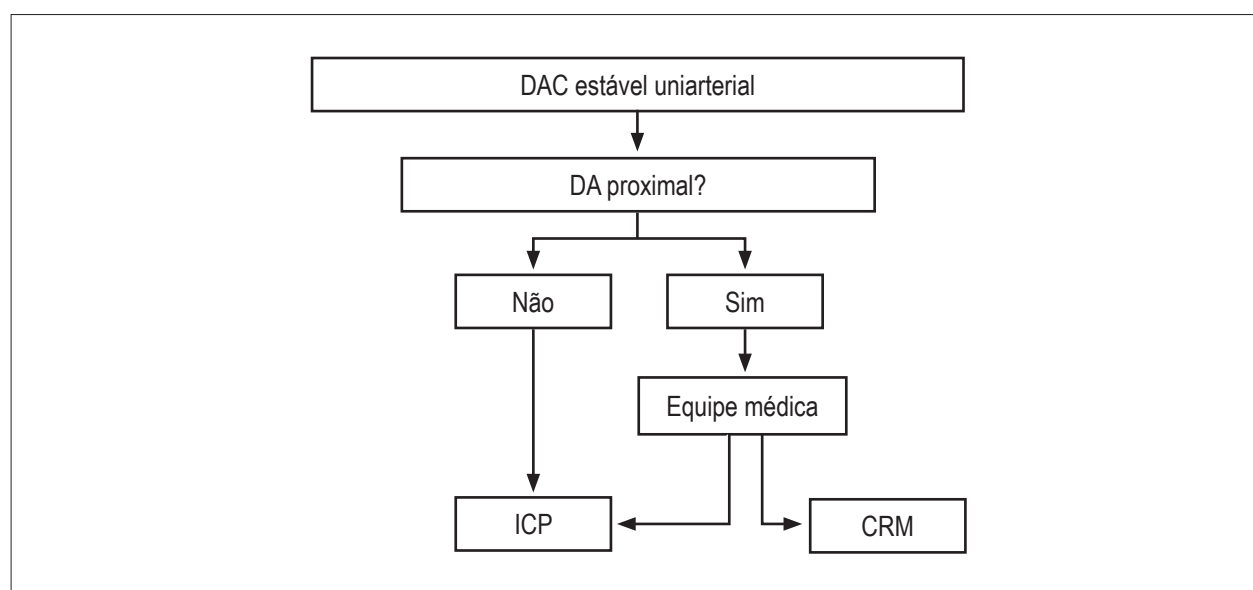 DAC estável uniarterial
DA proximal?
Não
Sim
Equipe médica
ICP
CRM